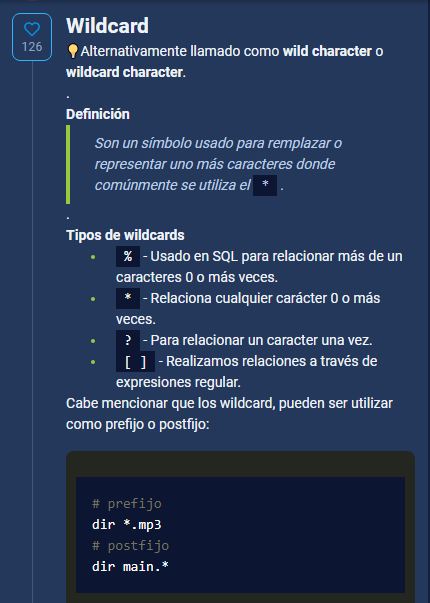 Wildcard
126
💡Alternativamente llamado como wild character o
wildcard character.
.
Definición
Son un símbolo usado para remplazar o
representar uno más caracteres donde
comúnmente se utiliza el * .
.
Tipos de wildcards
• % - Usado en SQL para relacionar más de un
caracteres 0 o más veces.
• * - Relaciona cualquier carácter 0 o más
veces.
• ? - Para relacionar un caracter una vez.
• [ ] - Realizamos relaciones a través de
expresiones regular.
Cabe mencionar que los wildcard, pueden ser utilizar
como prefijo o postfijo:
# prefijo
dir *.mp3
# postfijo
dir main.*